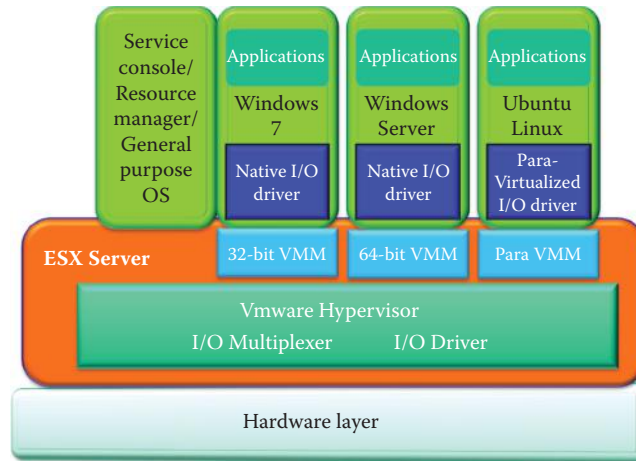 Service
console/
Resource
manager/
General
purpose
OS
Applications
Windows
7
Native I/O
driver
Applications
Windows
Server
Native I/O
driver
Applications
Ubuntu
Linux
Para-
Virtualized
I/O driver
ESX Server
32-bit VMM
64-bit VMM
Para VMM
Vmware Hypervisor
I/O Multiplexer
I/O Driver
Hardware layer